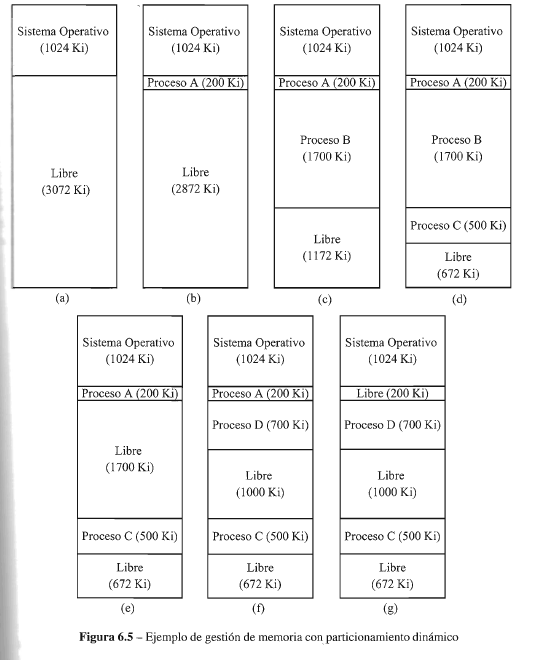 Sistema Operativo
(1024 Ki)
Libre
(3072 Ki)
(a)
Sistema Operativo
(1024 Ki)
Proceso A (200 Ki)
Libre
(2872 Ki)
(b)
Sistema Operativo
(1024 Ki)
Proceso A (200 Ki)
Proceso B
(1700 Ki)
Libre
(1172 Ki)
(c)
Sistema Operativo
(1024 Ki)
Proceso A (200 Ki)
Proceso B
(1700 Ki)
Proceso C (500 Ki)
Libre
(672 Ki)
(d)
Sistema Operativo
(1024 Ki)
Proceso A (200 Ki)
Libre
(1700 Ki)
Proceso C (500 Ki)
Libre
(672 Ki)
(e)
Sistema Operativo
(1024 Ki)
Proceso A (200 Ki)
Proceso D (700 Ki)
Libre
(1000 Ki)
Proceso C (500 Ki)
Libre
(672 Ki)
(f)
Sistema Operativo
(1024 Ki)
Libre (200 Ki)
Proceso D (700 Ki)
Libre
(1000 Ki)
Proceso C (500 Ki)
Libre
(672 Ki)
(g)
Figura 6.5 – Ejemplo de gestión de memoria con particionamiento dinámico